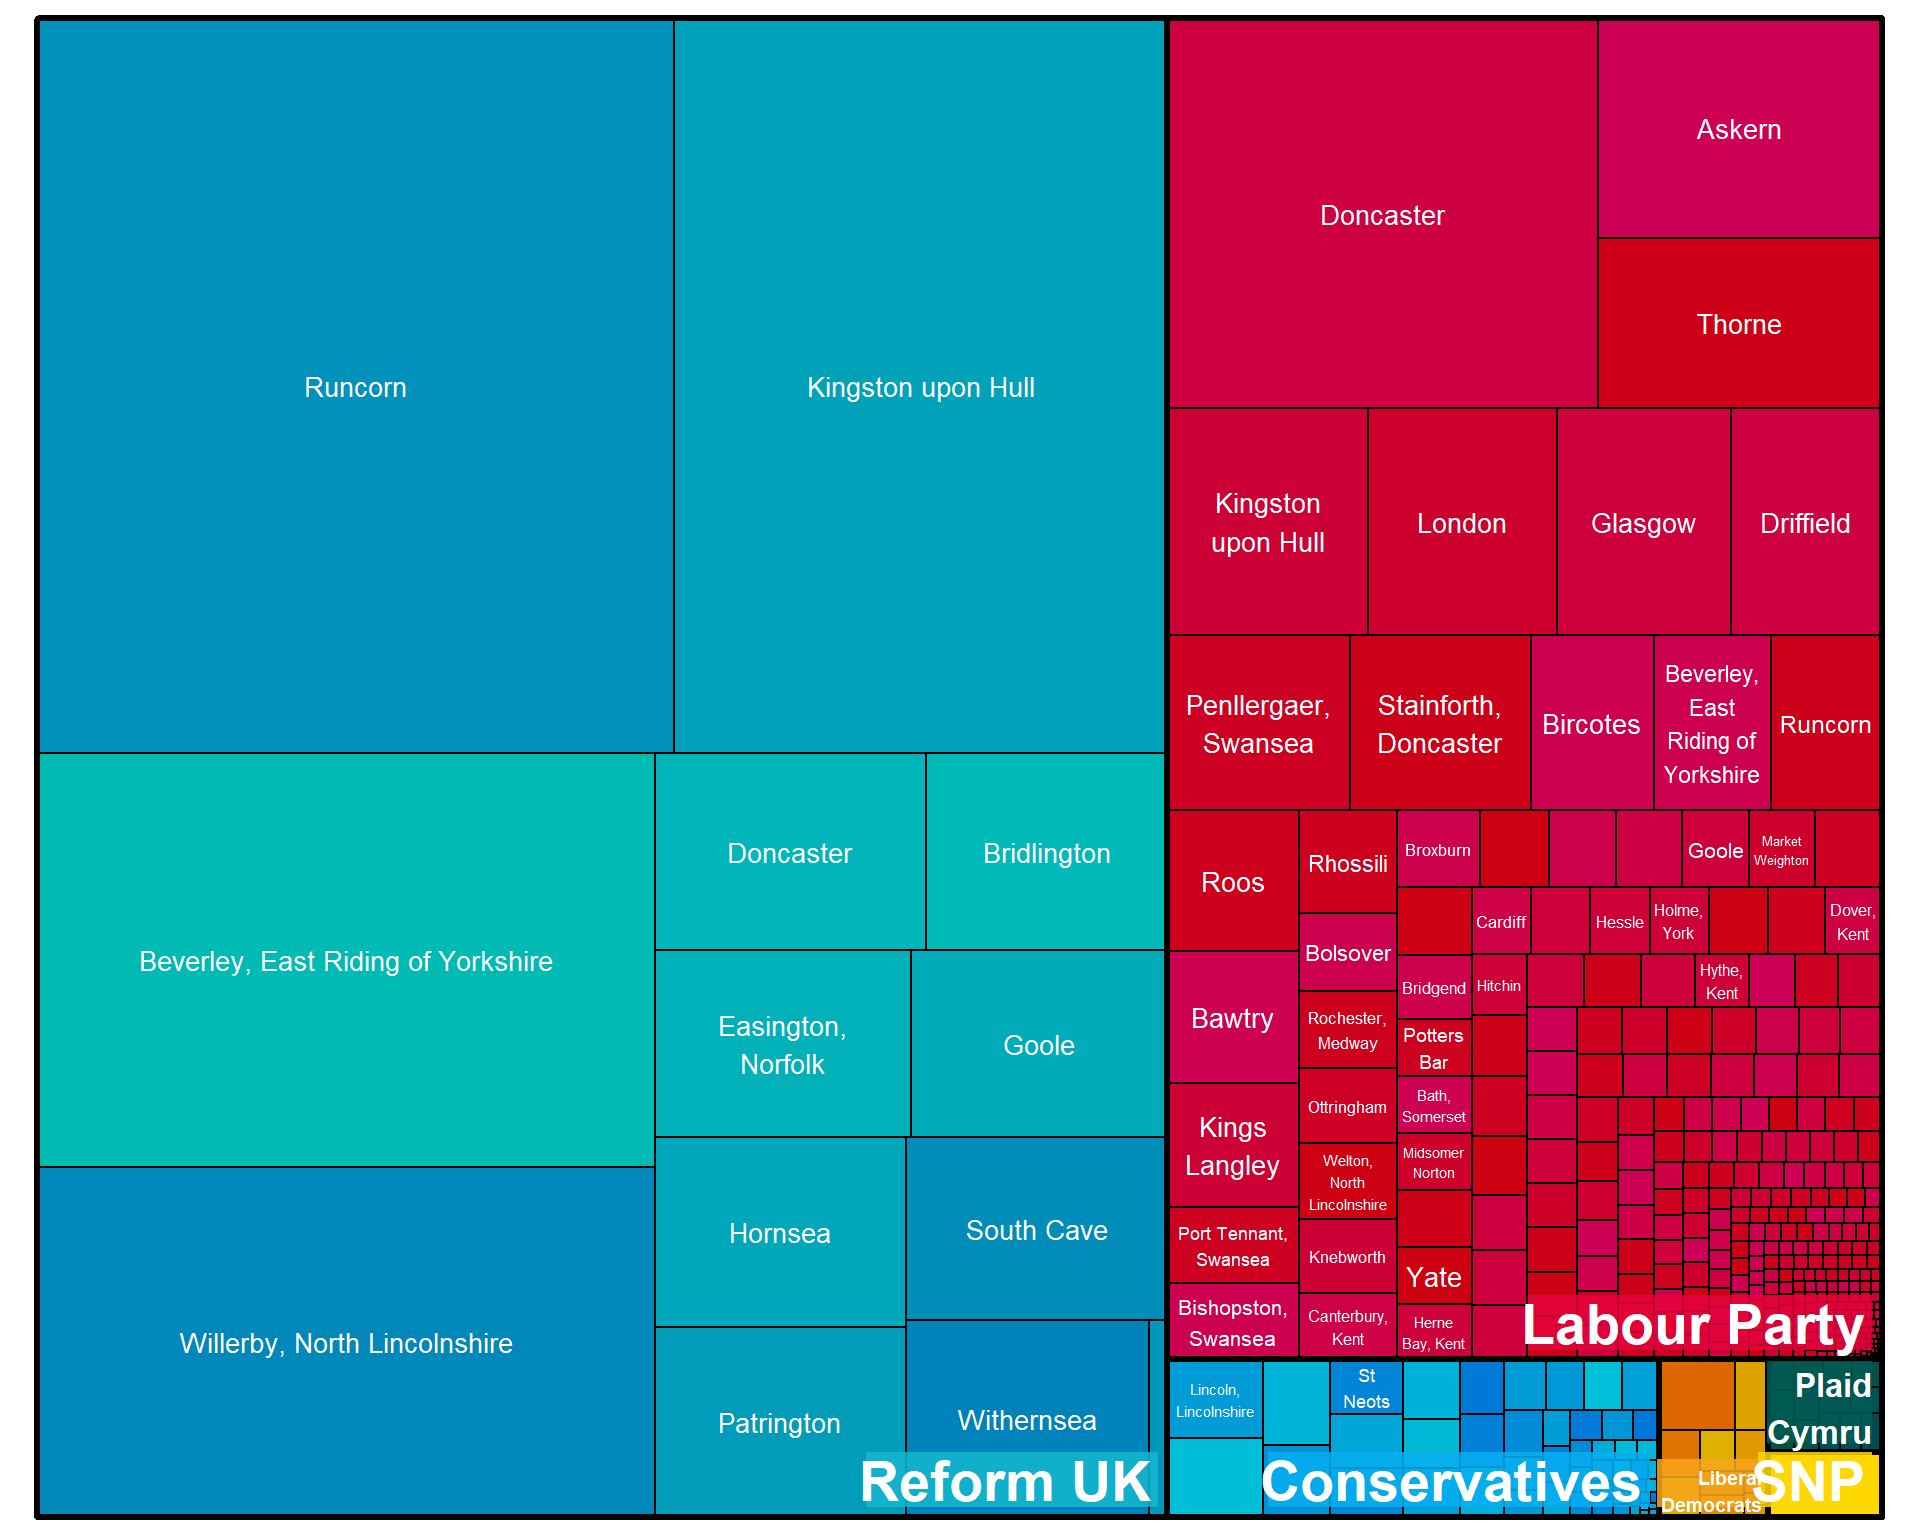 Runcorn
Kingston upon Hull
Beverley, East Riding of Yorkshire
Willerby, North Lincolnshire
Doncaster
Bridlington
Easington,
Norfolk
Goole
Hornsea
South Cave
Patrington
Withernsea
Reform UK
Doncaster
Askern
Thorne
Kingston
upon Hull
London
Glasgow
Driffield
Penllergaer,
Swansea
Stainforth,
Doncaster
Bircotes
Beverley,
East
Riding of
Yorkshire
Runcorn
Roos
Bawtry
Kings
Langley
Port Tennant,
Swansea
Bishopston,
Swansea
Rhossili
Bolsover
Rochester,
Medway
Ottringham
Welton,
North
Lincolnshire
Knebworth
Canterbury,
Kent
Broxburn
Goole
Market
Weighton
Cardiff
Hessle
Holme,
York
Dover,
Kent
Bridgend
Hitchin
Hythe,
Kent
Potters
Bar
Bath,
Somerset
Midsomer
Norton
Yate
Herne
Bay, Kent
Labour Party
Lincoln,
Lincolnshire
St
Neots
Conservatives
Liberal
Democrats
Plaid
Cymru
SNP